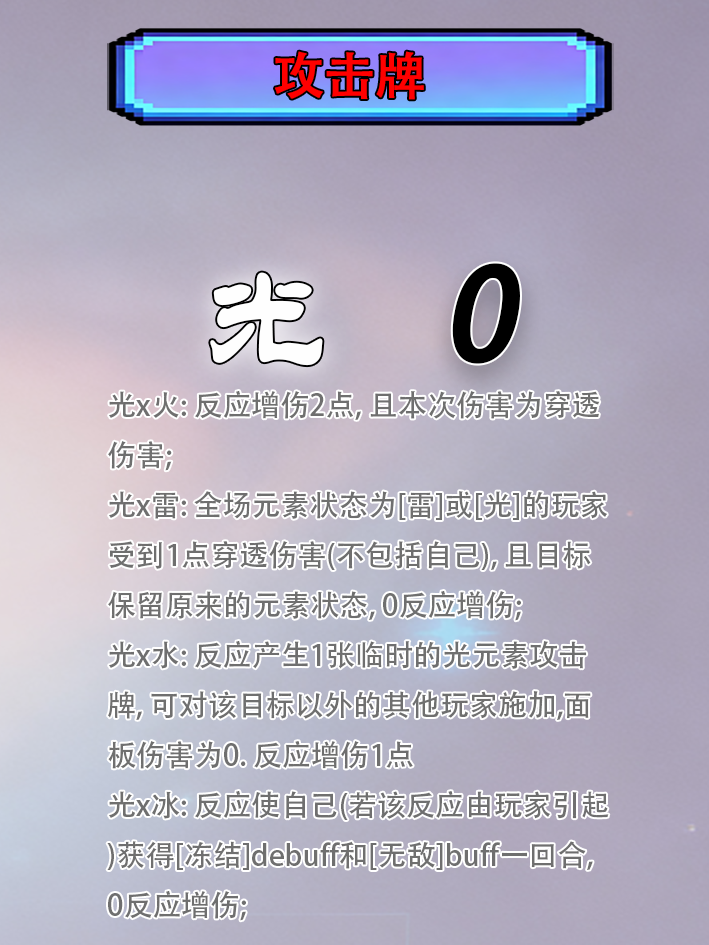 攻击牌
光 0
光x火: 反应增伤2点, 且本次伤害为穿透
伤害;
光x雷: 全场元素状态为[雷]或[光]的玩家
受到1点穿透伤害(不包括自己), 且目标
保留原来的元素状态, 0反应增伤;
光x水: 反应产生1张临时的光元素攻击
牌, 可对该目标以外的其他玩家施加,面
板伤害为0. 反应增伤1点
光x冰: 反应使自己(若该反应由玩家引起
)获得[冻结]debuff和[无敌]buff一回合,
0反应增伤;